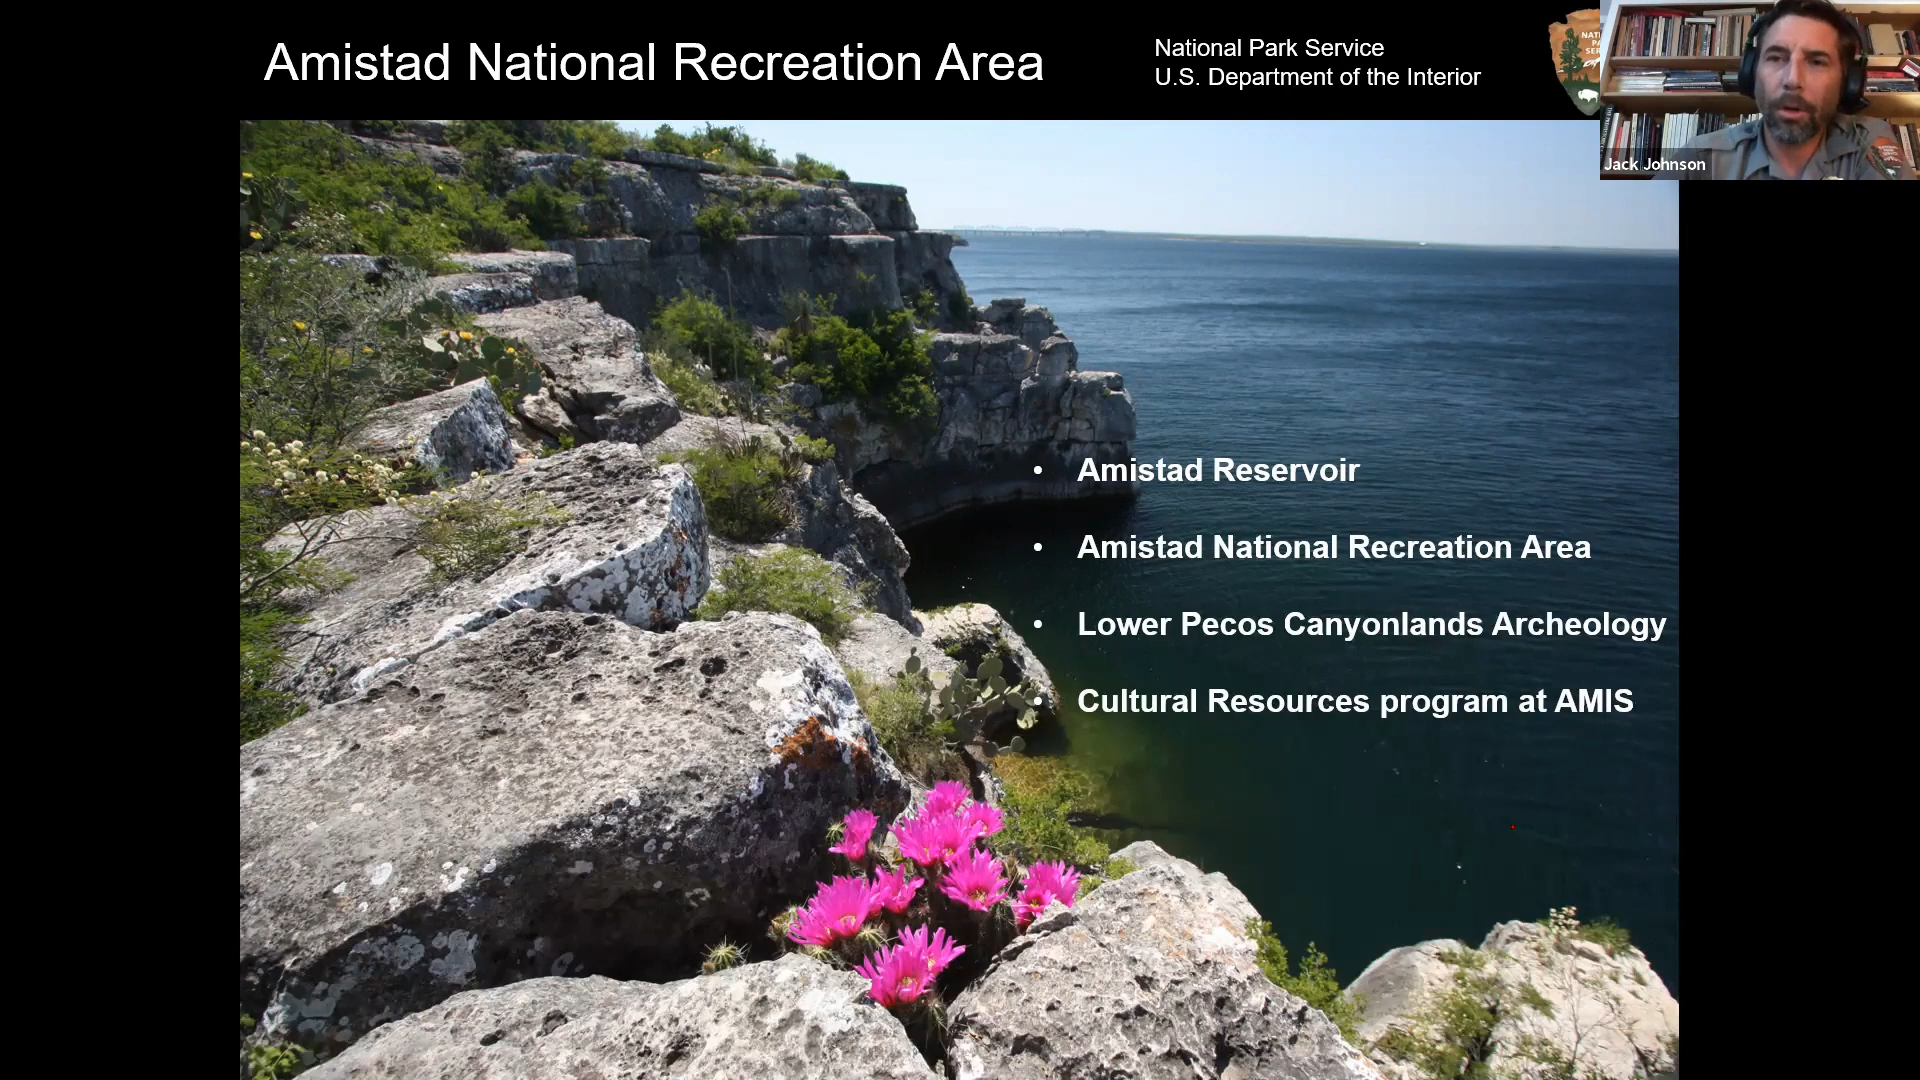 Amistad National Recreation Area
National Park Service
U.S. Department of the Interior
Jack Johnson
• Amistad Reservoir
• Amistad National Recreation Area
• Lower Pecos Canyonlands Archeology
• Cultural Resources program at AMIS